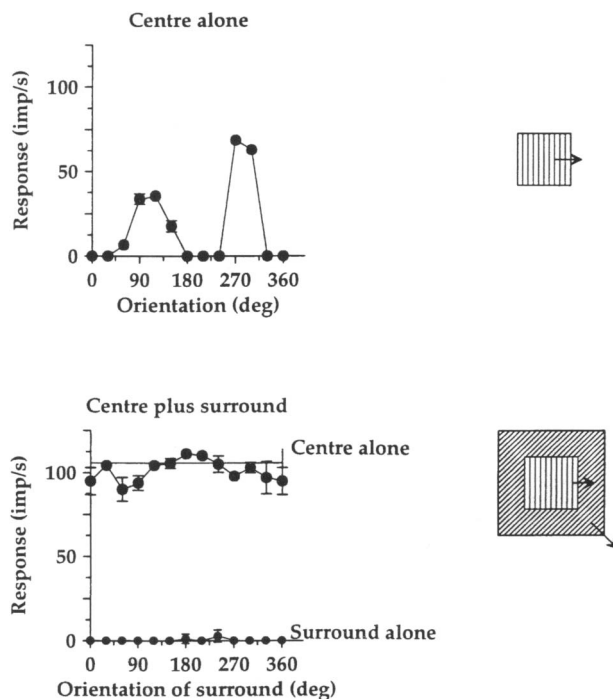 Centre alone
100
50
0
Response (imp/s)
0 90 180 270 360
Orientation (deg)
Centre plus surround
Centre alone
100
50
0
Response (imp/s)
Surround alone
0 90 180 270 360
Orientation of surround (deg)